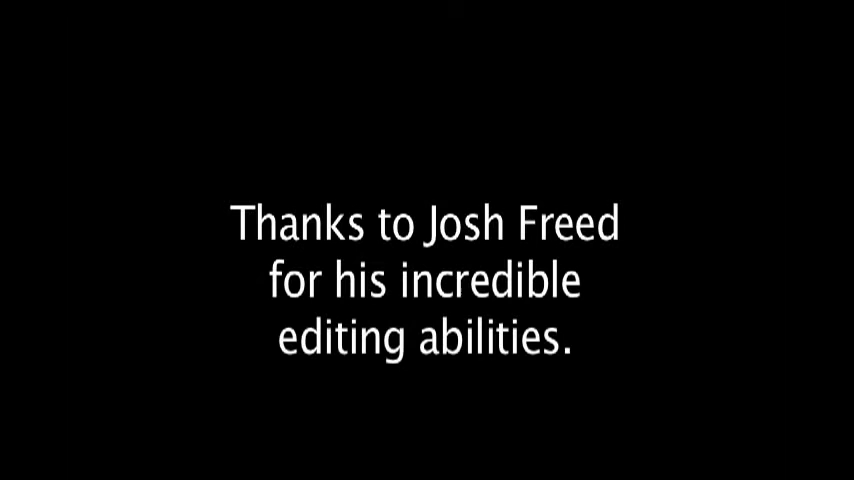 Thanks to Josh Freed
for his incredible
editing abilities.